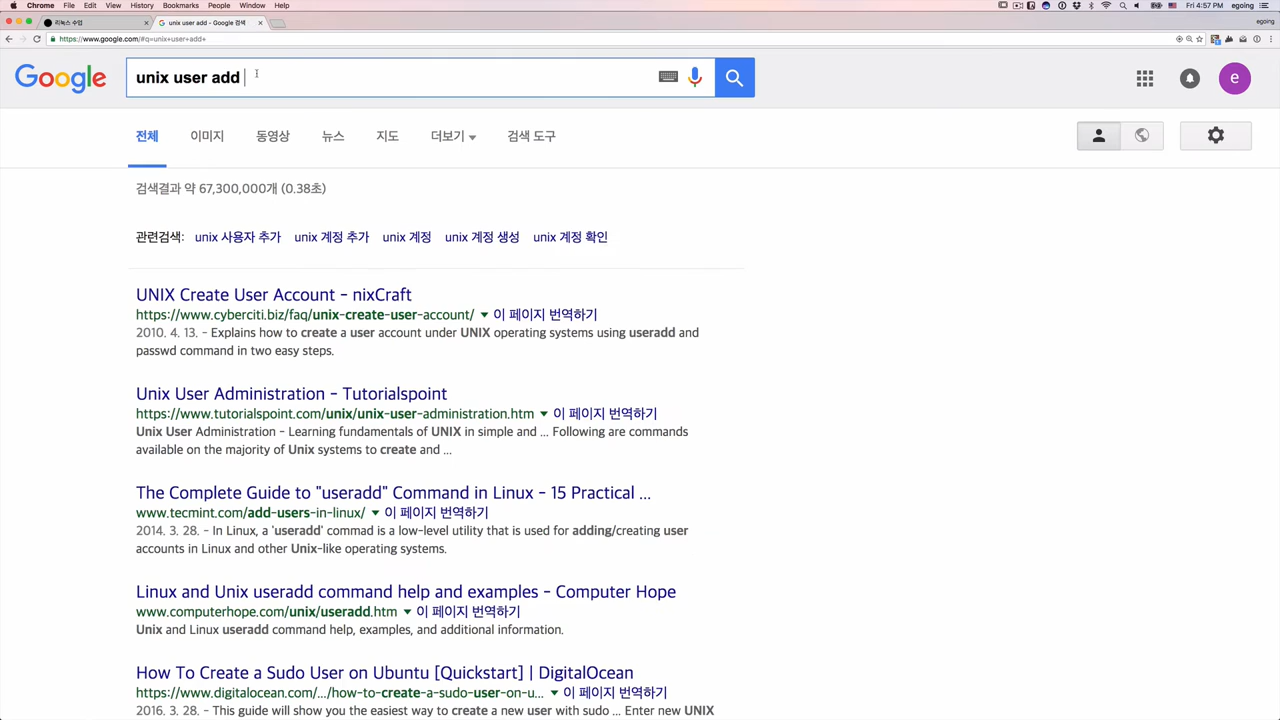 Chrome File Edit View History Bookmarks People Window Help Fri 4:57 PM egoing
리눅스 수업 unix user add - Google 검색 egoing
https://www.google.com/#q=unix+user+add+
Google unix user add e
전체 이미지 동영상 뉴스 지도 더보기 검색 도구
검색결과 약 67,300,000개 (0.38초)
관련검색: unix 사용자 추가 unix 계정 추가 unix 계정 unix 계정 생성 unix 계정 확인
UNIX Create User Account - nixCraft
https://www.cyberciti.biz/faq/unix-create-user-account/ 이 페이지 번역하기
2010. 4. 13. - Explains how to create a user account under UNIX operating systems using useradd and
passwd command in two easy steps.
Unix User Administration - Tutorialspoint
https://www.tutorialspoint.com/unix/unix-user-administration.htm 이 페이지 번역하기
Unix User Administration - Learning fundamentals of UNIX in simple and ... Following are commands
available on the majority of Unix systems to create and ...
The Complete Guide to "useradd" Command in Linux - 15 Practical ...
www.tecmint.com/add-users-in-linux/ 이 페이지 번역하기
2014. 3. 28. - In Linux, a 'useradd' commad is a low-level utility that is used for adding/creating user
accounts in Linux and other Unix-like operating systems.
Linux and Unix useradd command help and examples - Computer Hope
www.computerhope.com/unix/useradd.htm 이 페이지 번역하기
Unix and Linux useradd command help, examples, and additional information.
How To Create a Sudo User on Ubuntu [Quickstart] | DigitalOcean
https://www.digitalocean.com/.../how-to-create-a-sudo-user-on-u... 이 페이지 번역하기
2016. 3. 28. - This guide will show you the easiest way to create a new user with sudo ... Enter new UNIX